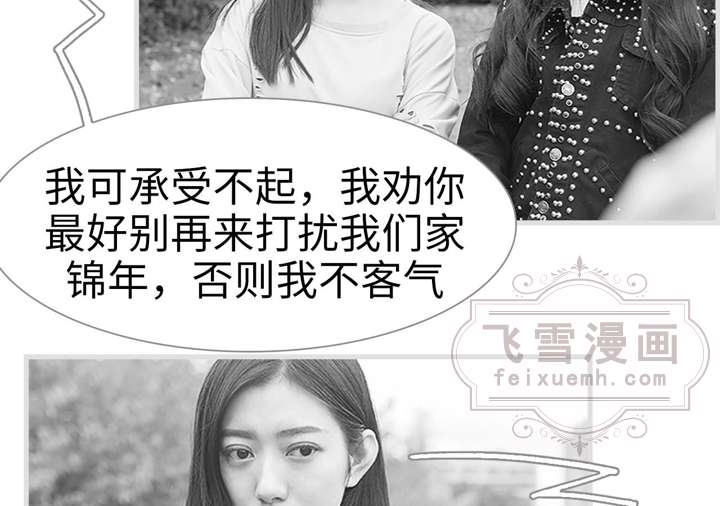 我可承受不起，我劝你
最好别再来打扰我们家
锦年，否则我不客气
飞雪漫画
feixuemh.com